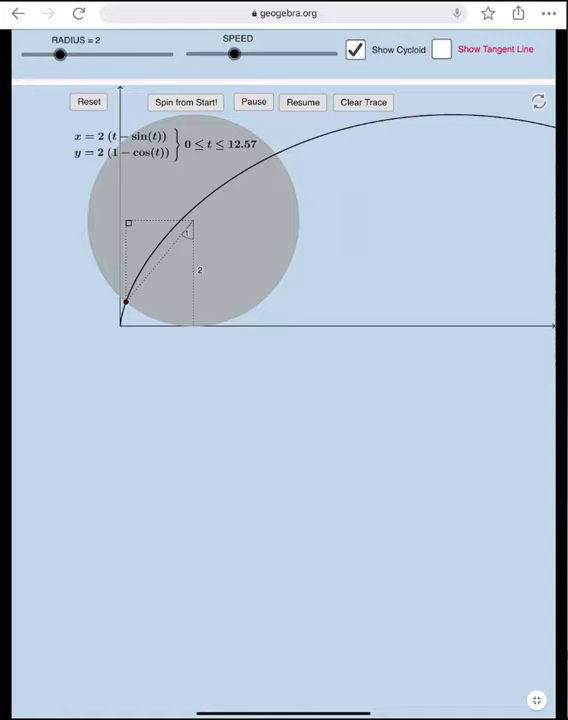 geogebra.org
RADIUS = 2
SPEED
Show Cycloid
Show Tangent Line
Reset
Spin from Start!
Pause
Resume
Clear Trace
x = 2 (t − sin(t))
y = 2 (1 − cos(t))
0 ≤ t ≤ 12.57
t
2